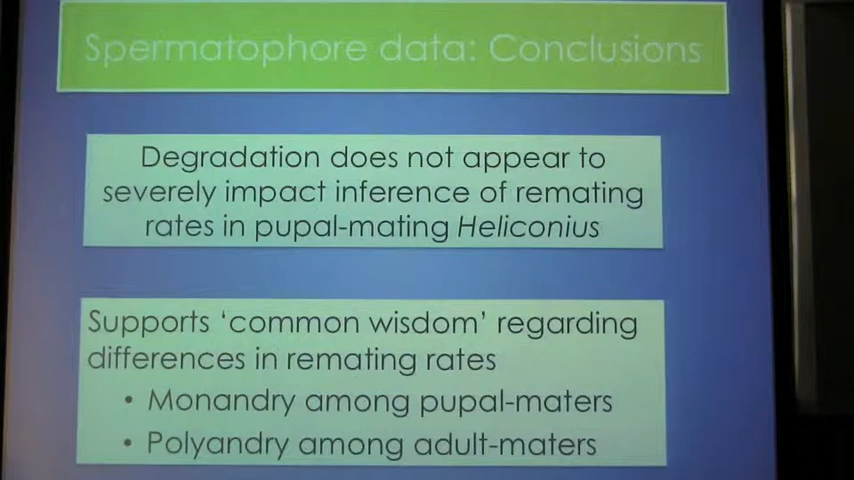 Spermatophore data: Conclusions
Degradation does not appear to
severely impact inference of remating
rates in pupal-mating Heliconius
Supports ‘common wisdom’ regarding
differences in remating rates
• Monandry among pupal-maters
• Polyandry among adult-maters